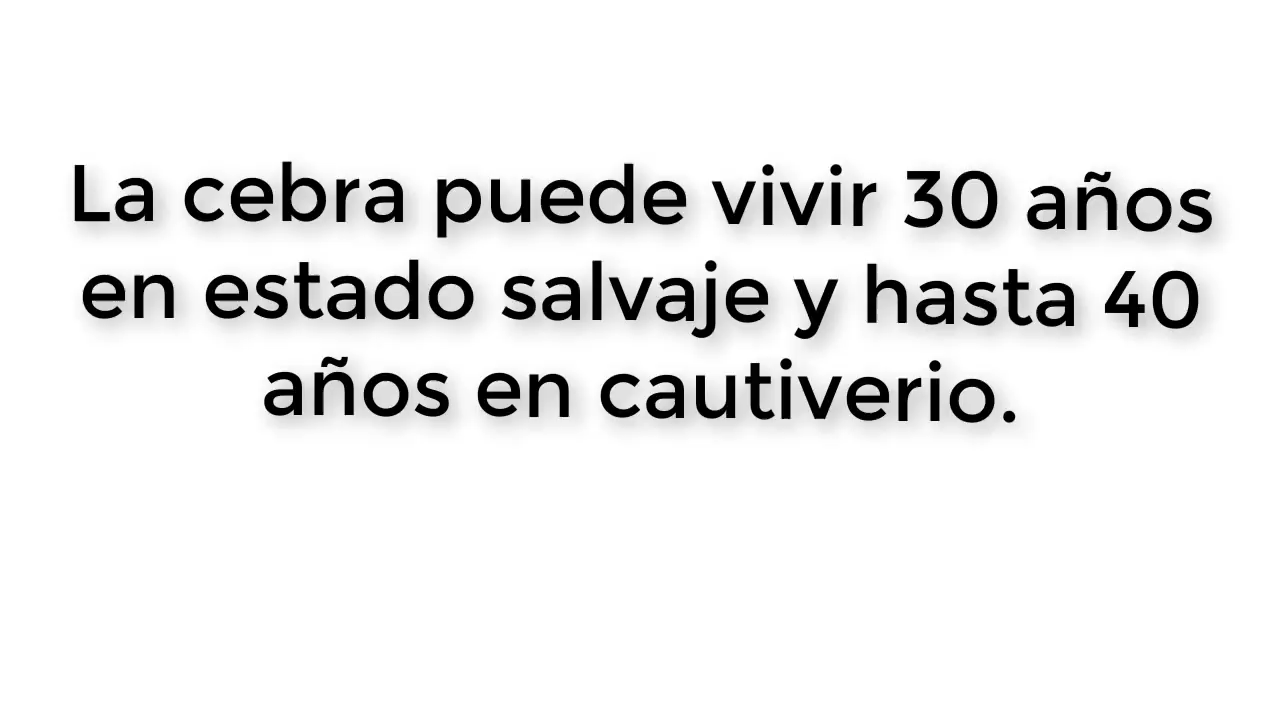 La cebra puede vivir 30 años
en estado salvaje y hasta 40
años en cautiverio.